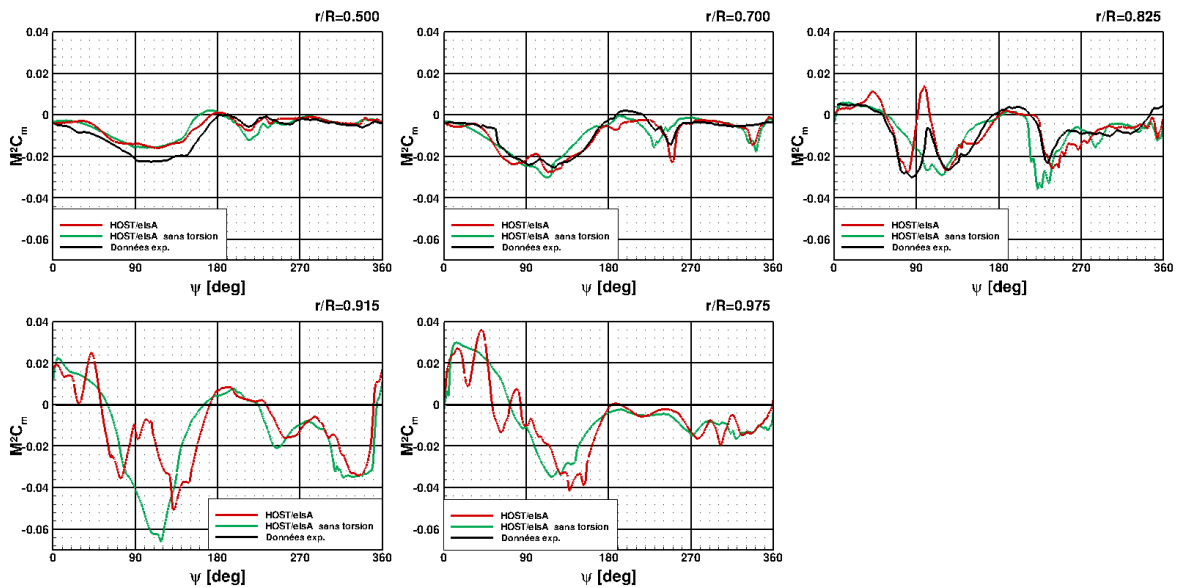 r/R=0.500
0.04
0.02
0
-0.02
-0.04
-0.06
M²Cm
HOST/elsA
HOST/elsA sans torsion
Données exp.
0 90 180 270 360
ψ [deg]
r/R=0.700
0.04
0.02
0
-0.02
-0.04
-0.06
M²Cm
HOST/elsA
HOST/elsA sans torsion
Données exp.
0 90 180 270 360
ψ [deg]
r/R=0.825
0.04
0.02
0
-0.02
-0.04
-0.06
M²Cm
HOST/elsA
HOST/elsA sans torsion
Données exp.
0 90 180 270 360
ψ [deg]
r/R=0.915
0.04
0.02
0
-0.02
-0.04
-0.06
M²Cm
HOST/elsA
HOST/elsA sans torsion
Données exp.
0 90 180 270 360
ψ [deg]
r/R=0.975
0.04
0.02
0
-0.02
-0.04
-0.06
M²Cm
HOST/elsA
HOST/elsA sans torsion
Données exp.
0 90 180 270 360
ψ [deg]